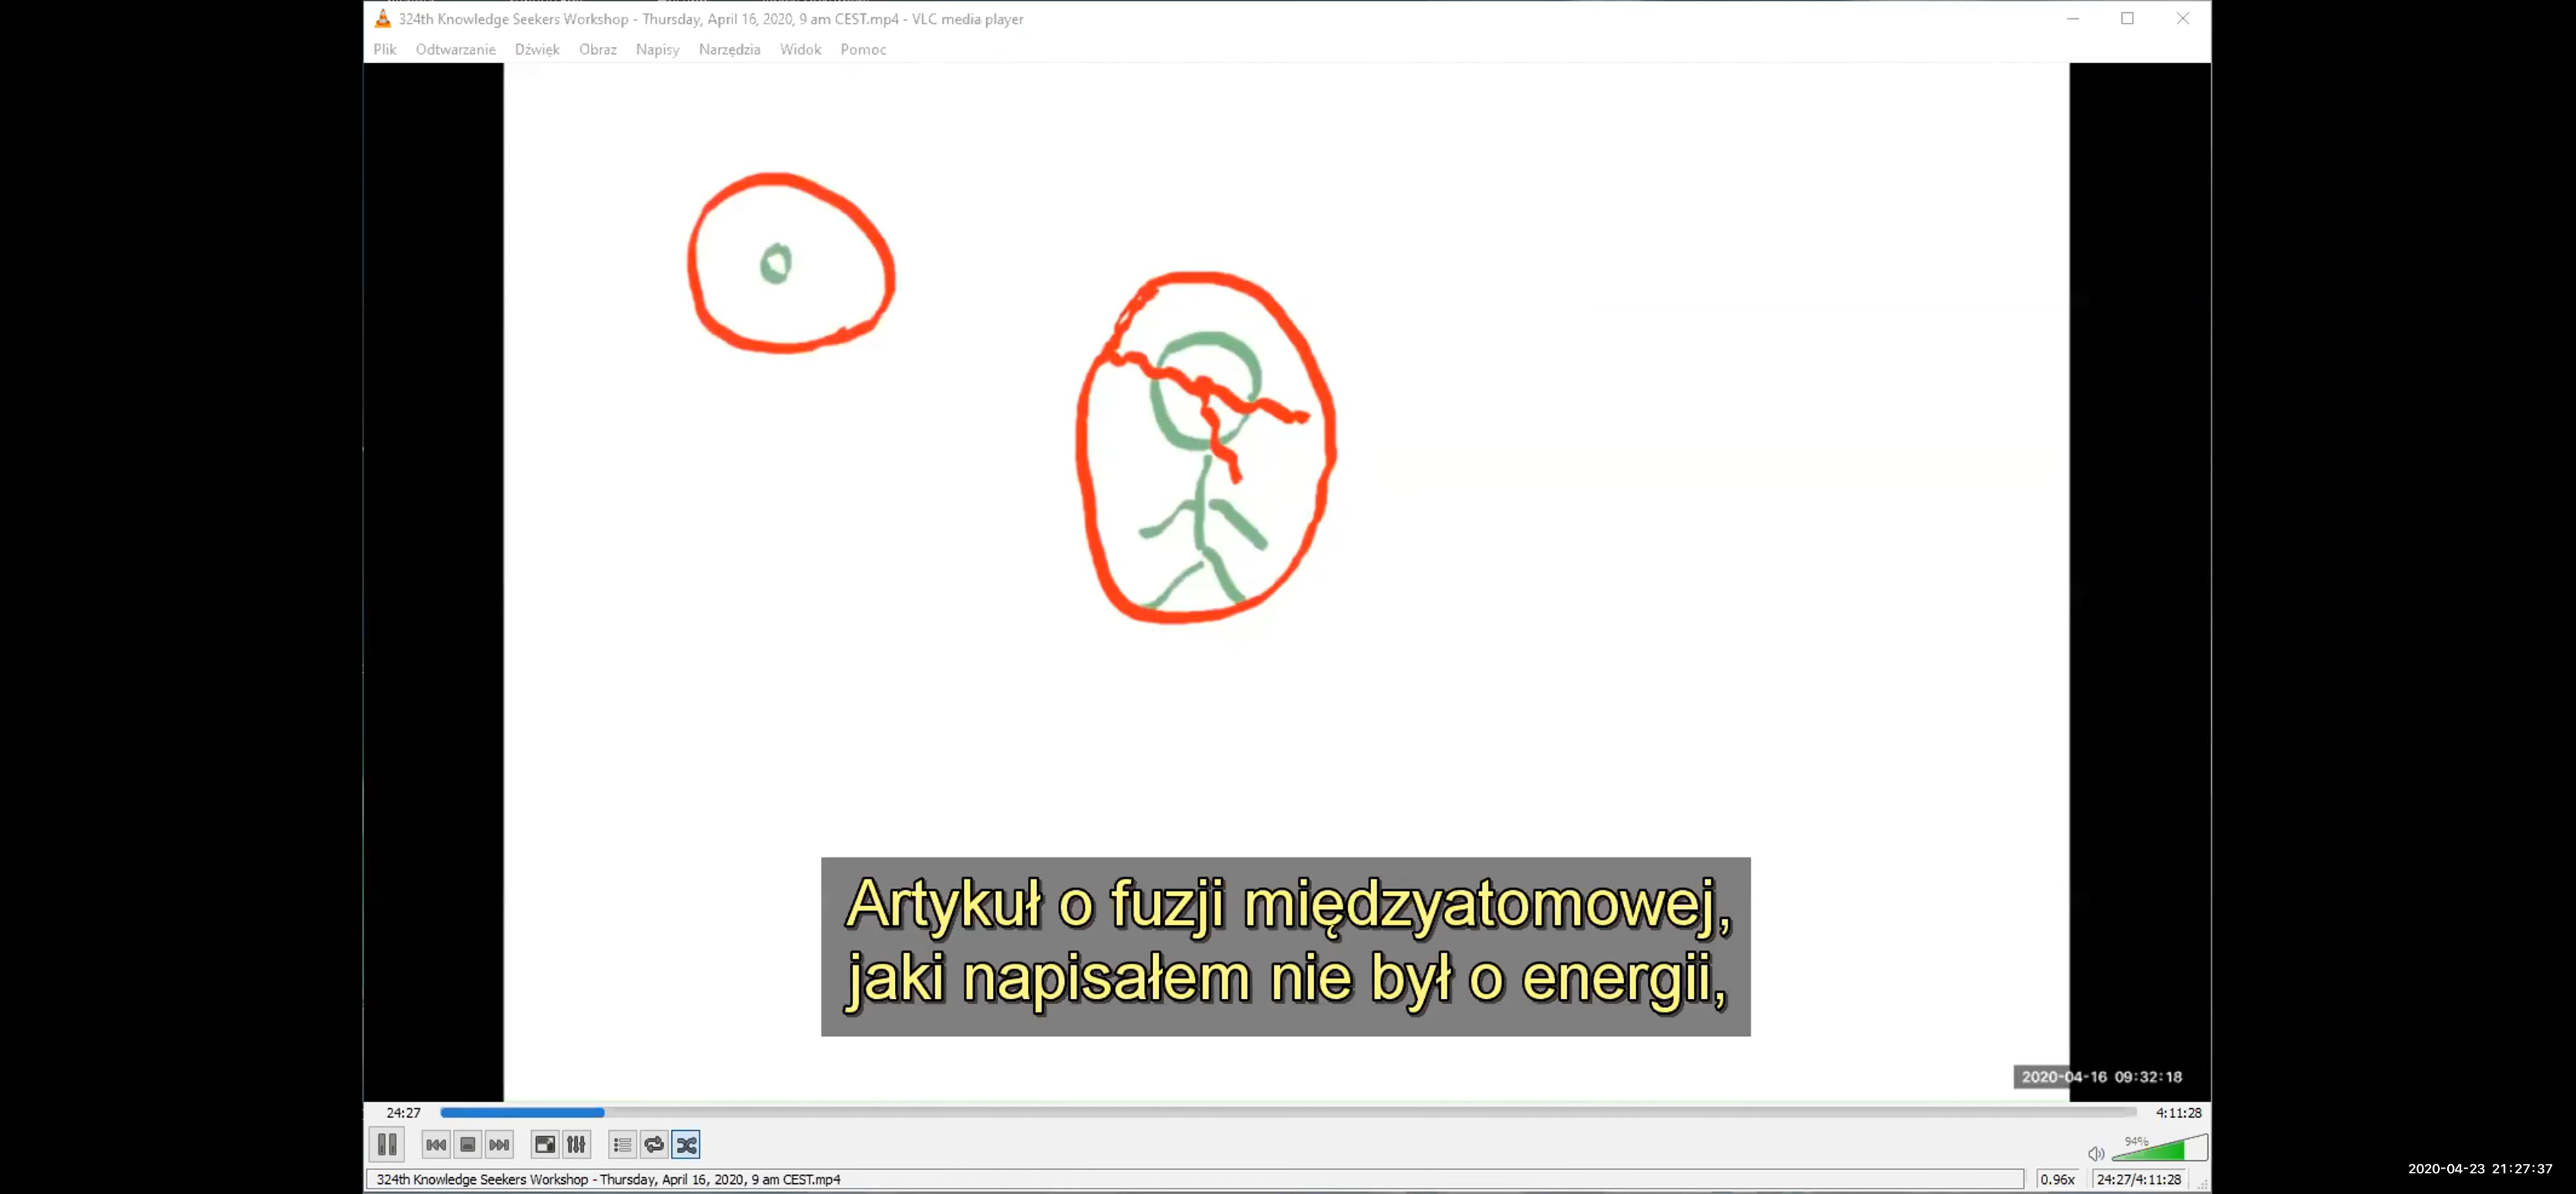 324th Knowledge Seekers Workshop - Thursday, April 16, 2020, 9 am CEST.mp4 - VLC media player
Plik Odtwarzanie Dźwięk Obraz Napisy Narzędzia Widok Pomoc
Artykuł o fuzji międzyatomowej,
jaki napisałem nie był o energii,
2020-04-16 09:32:18
24:27 4:11:28
94%
324th Knowledge Seekers Workshop - Thursday, April 16, 2020, 9 am CEST.mp4 0.96x 24:27/4:11:28
2020-04-23 21:27:37